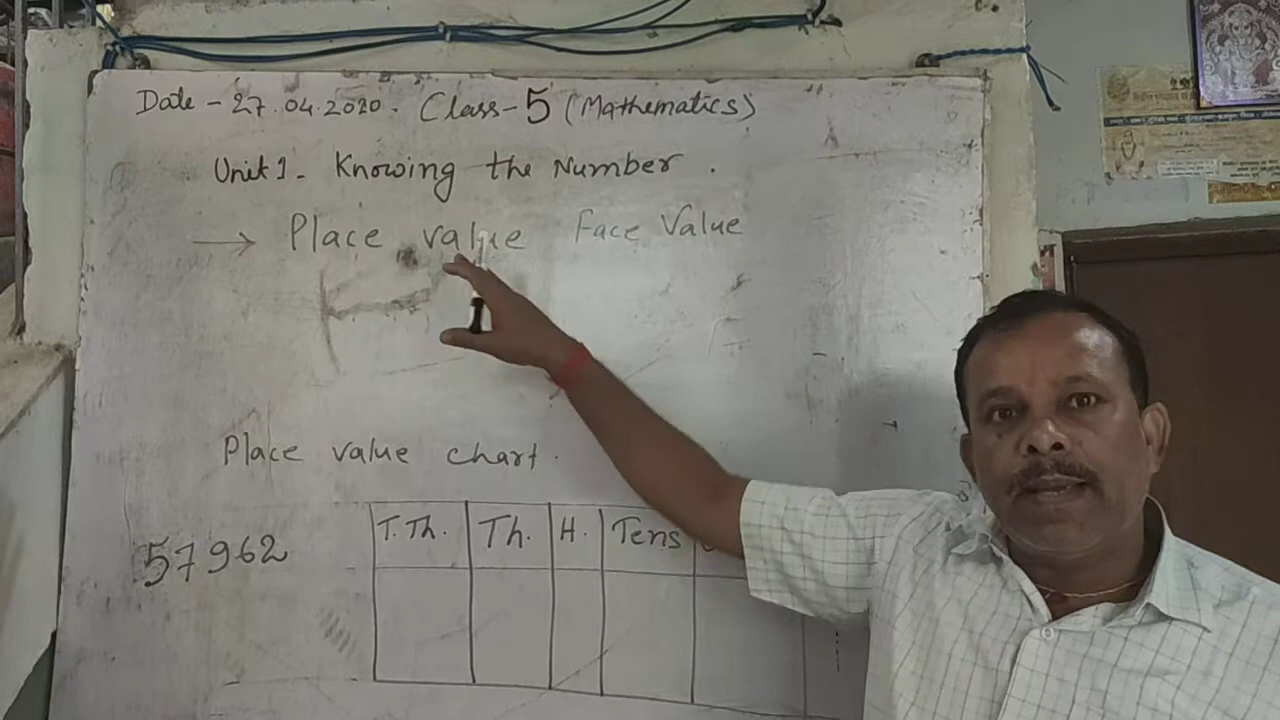 Date - 27.04.2020. Class-5 (Mathematics)
Unit 1. Knowing the Number.
→ Place value Face Value
Place value chart.
57962
T.Th. Th. H. Tens